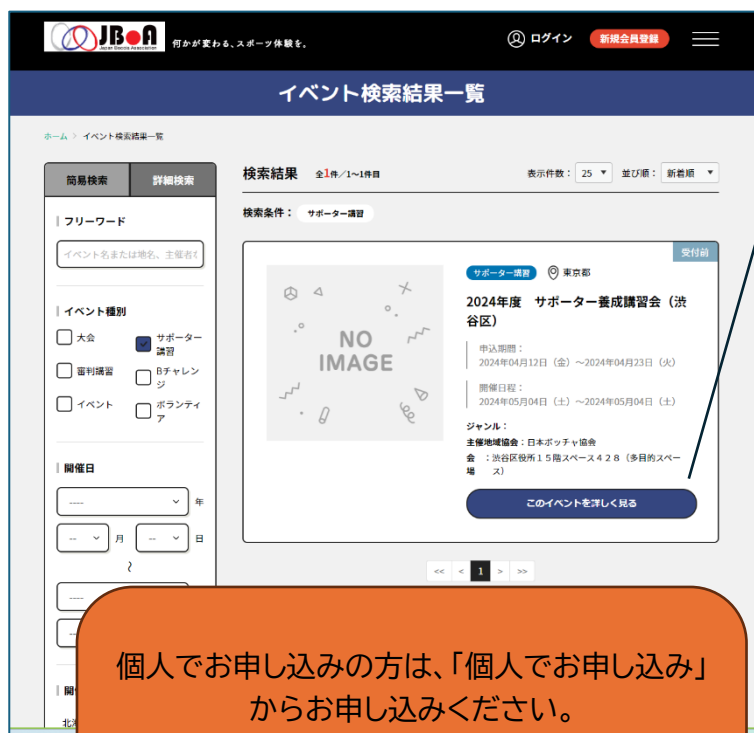 JBoA
Japan Boccia Association
何かが変わる、スポーツ体験を。
ログイン
新規会員登録
イベント検索結果一覧
ホーム > イベント検索結果一覧
簡易検索
詳細検索
フリーワード
イベント名または地名、主催者も
イベント種別
大会
サポーター講習
審判講習
Bチャレンジ
イベント
ボランティア
開催日
----
年
--
月
--
日
~
----
検索結果 全1件/1~1件目
表示件数: 25
並び順: 新着順
検索条件: サポーター講習
受付前
NO
IMAGE
サポーター講習
東京都
2024年度 サポーター養成講習会(渋
谷区)
申込期間:
2024年04月12日(金)~2024年04月23日(火)
開催日程:
2024年05月04日(土)~2024年05月04日(土)
ジャンル:
主催地域協会:日本ボッチャ協会
会場:渋谷区役所15階スペース428(多目的スペー
ス)
このイベントを詳しく見る
<< < 1 > >>
個人でお申し込みの方は、「個人でお申し込み」
からお申し込みください。